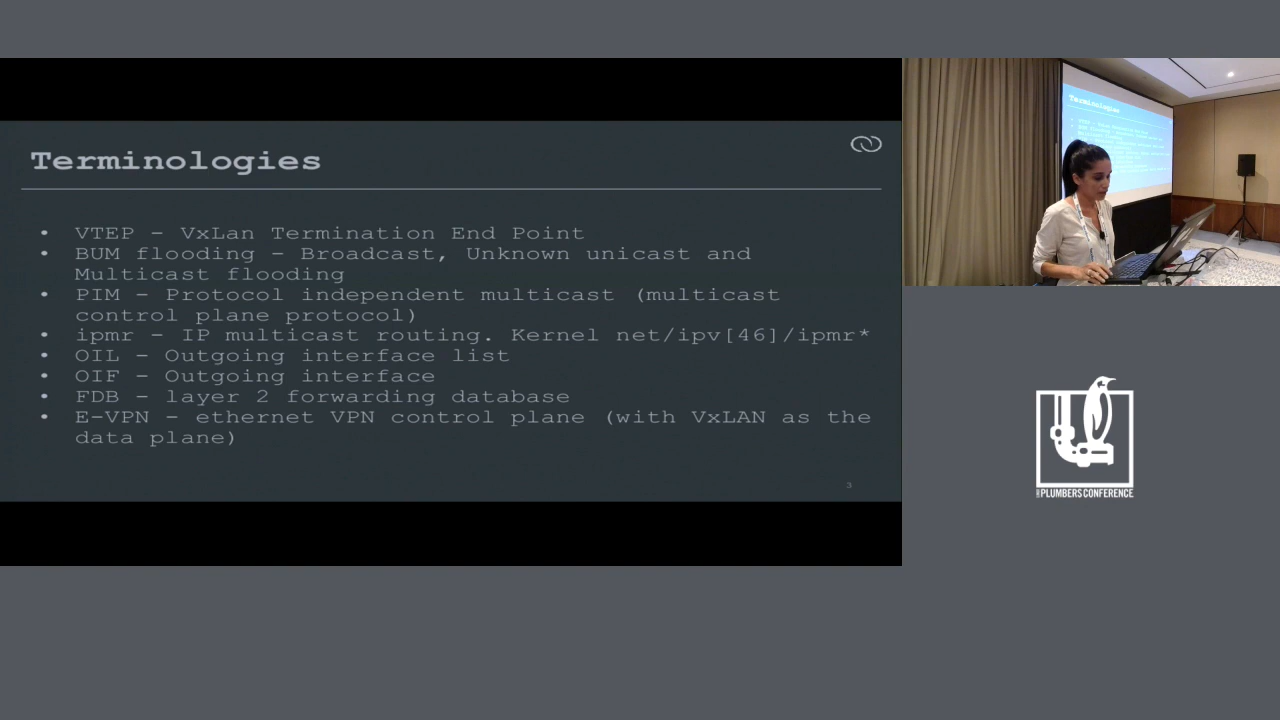 Terminologies
• VTEP – VxLan Termination End Point
• BUM flooding – Broadcast, Unknown unicast and
Multicast flooding
• PIM – Protocol independent multicast (multicast
control plane protocol)
• ipmr – IP multicast routing. Kernel net/ipv[46]/ipmr*
• OIL – Outgoing interface list
• OIF – Outgoing interface
• FDB – layer 2 forwarding database
• E-VPN – ethernet VPN control plane (with VxLAN as the
data plane)
3
Terminologies
PLUMBERS CONFERENCE